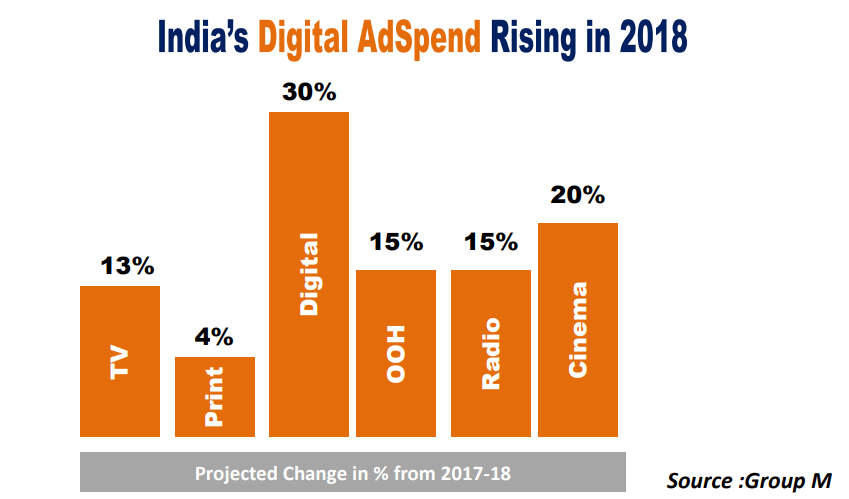 India's Digital AdSpend Rising in 2018
30%
20%
15%
15%
13%
4%
TV
Print
Digital
OOH
Radio
Cinema
Projected Change in % from 2017-18
Source :Group M